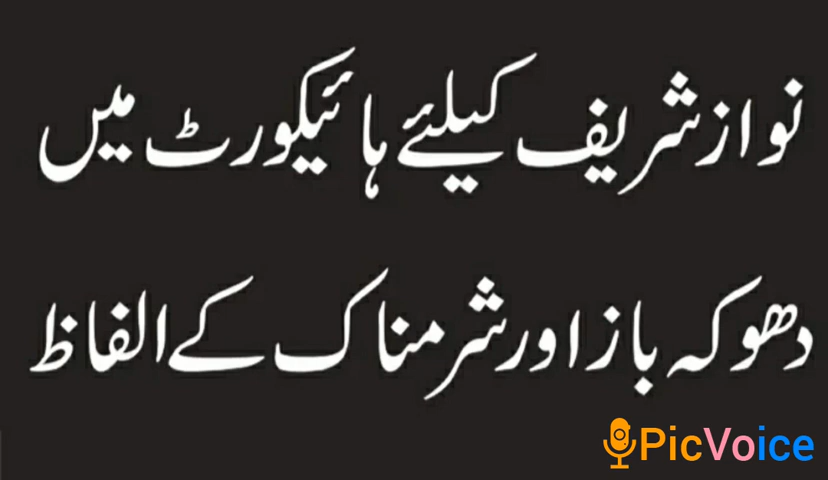 نواز شریف کیلئے ہائیکورٹ میں
دھوکہ باز اور شرمناک کے الفاظ
PicVoice